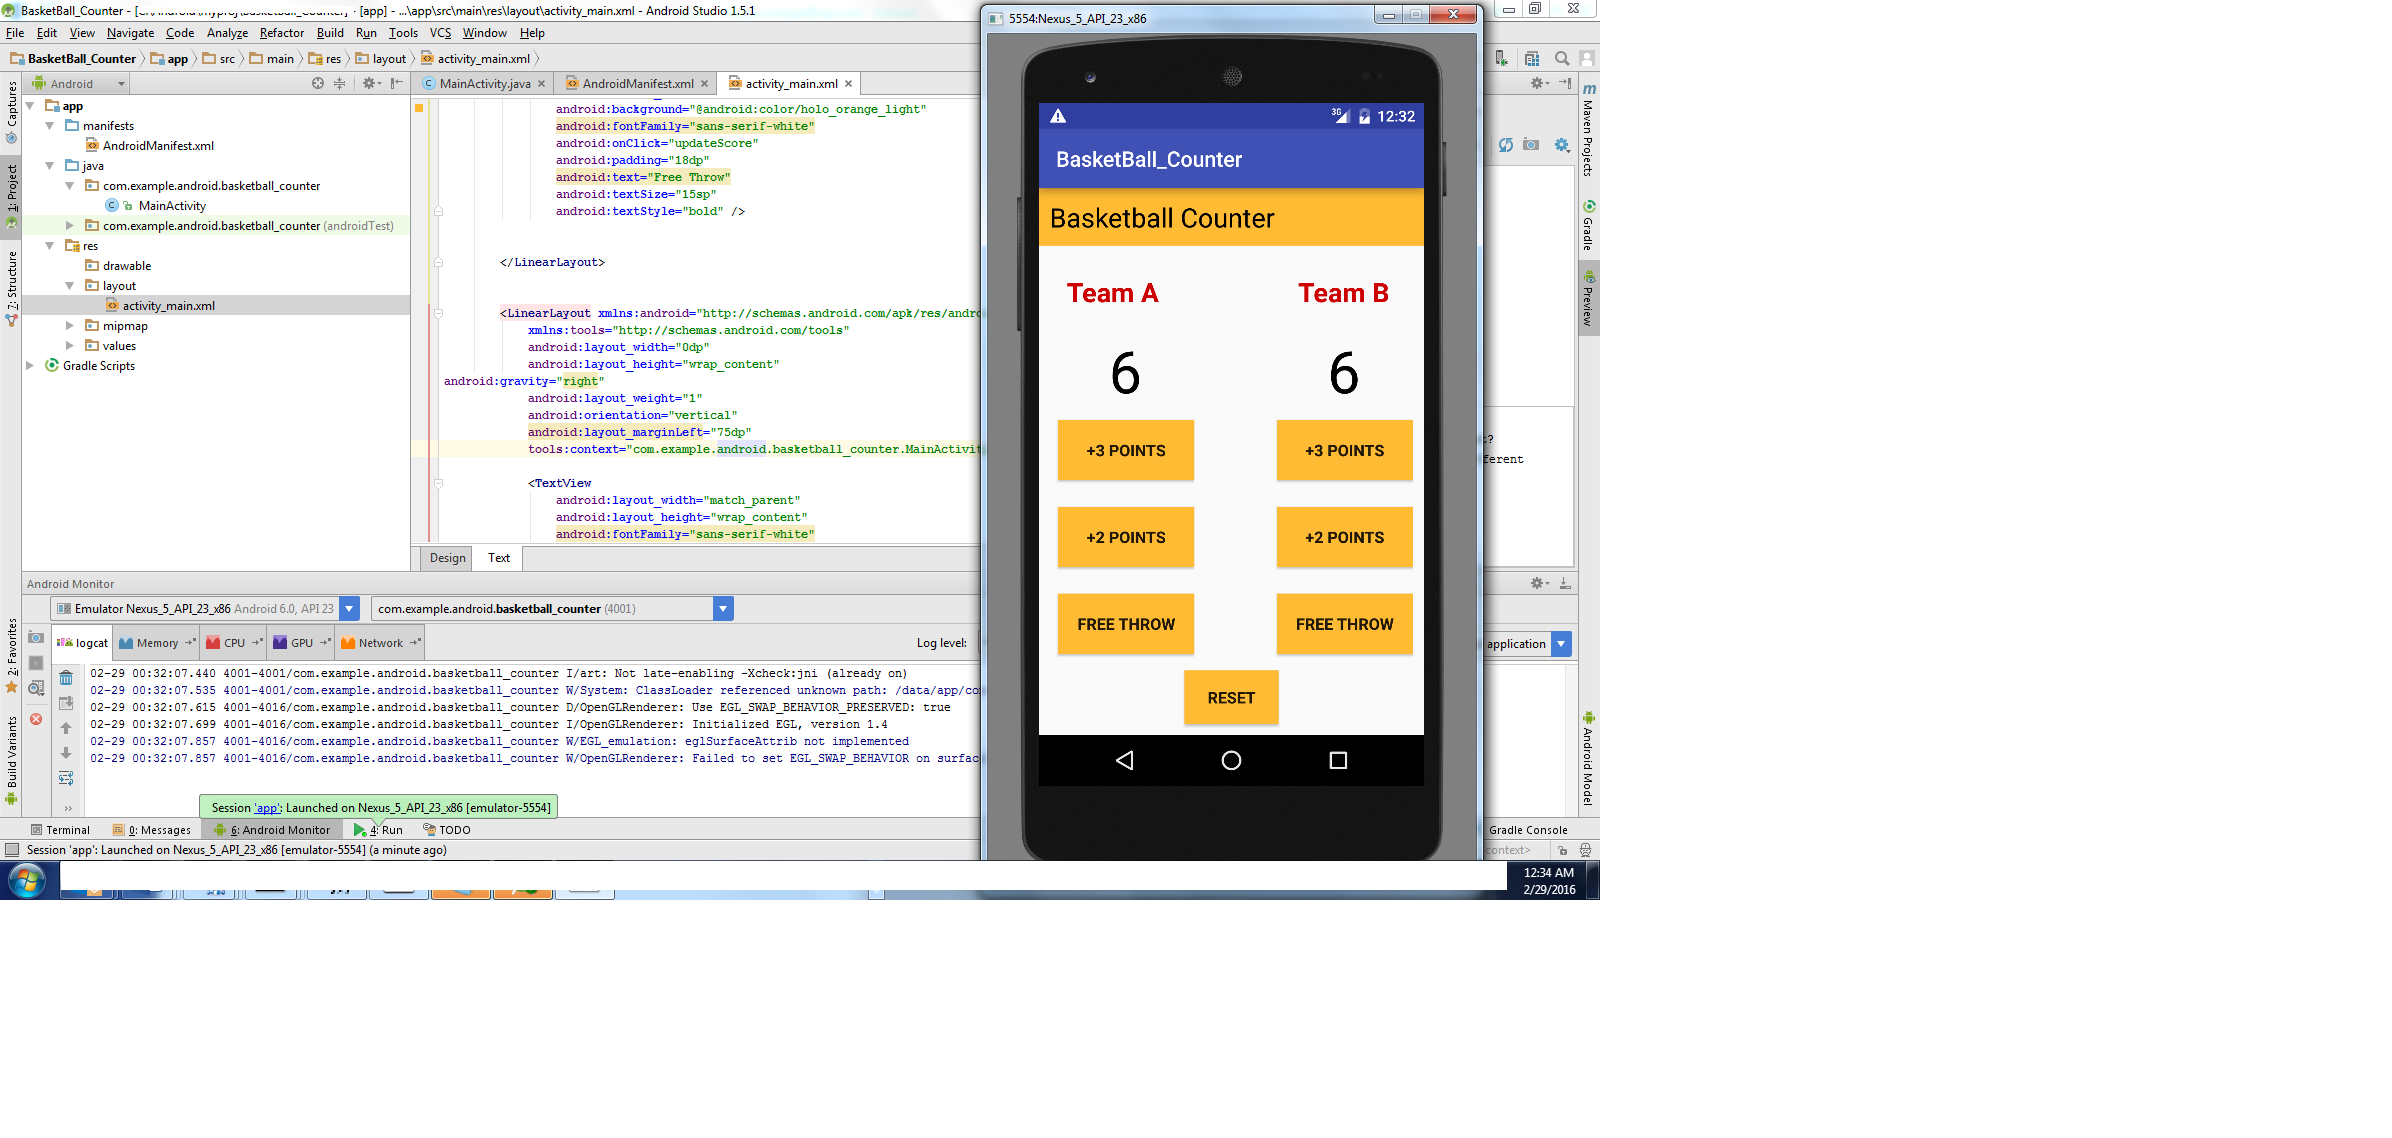 BasketBall_Counter - [app] - ...\app\src\main\res\layout\activity_main.xml - Android Studio 1.5.1
File Edit View Navigate Code Analyze Refactor Build Run Tools VCS Window Help
BasketBall_Counter app src main res layout activity_main.xml
Android
MainActivity.java AndroidManifest.xml activity_main.xml
Captures
1: Project
7: Structure
2: Favorites
Build Variants
app
manifests
AndroidManifest.xml
java
com.example.android.basketball_counter
MainActivity
com.example.android.basketball_counter (androidTest)
res
drawable
layout
activity_main.xml
mipmap
values
Gradle Scripts
android:background="@android:color/holo_orange_light"
android:fontFamily="sans-serif-white"
android:onClick="updateScore"
android:padding="18dp"
android:text="Free Throw"
android:textSize="15sp"
android:textStyle="bold" />
</LinearLayout>
<LinearLayout xmlns:android="http://schemas.android.com/apk/res/andro
xmlns:tools="http://schemas.android.com/tools"
android:layout_width="0dp"
android:layout_height="wrap_content"
android:gravity="right"
android:layout_weight="1"
android:orientation="vertical"
android:layout_marginLeft="75dp"
tools:context="com.example.android.basketball_counter.MainActivit
<TextView
android:layout_width="match_parent"
android:layout_height="wrap_content"
android:fontFamily="sans-serif-white"
Design Text
5554:Nexus_5_API_23_x86
3G 12:32
BasketBall_Counter
Basketball Counter
Team A Team B
6 6
+3 POINTS +3 POINTS
+2 POINTS +2 POINTS
FREE THROW FREE THROW
RESET
?
ferent
Maven Projects
Gradle
Preview
Android Model
Android Monitor
Emulator Nexus_5_API_23_x86 Android 6.0, API 23 com.example.android.basketball_counter (4001)
logcat Memory CPU GPU Network Log level: application
02-29 00:32:07.440 4001-4001/com.example.android.basketball_counter I/art: Not late-enabling -Xcheck:jni (already on)
02-29 00:32:07.535 4001-4001/com.example.android.basketball_counter W/System: ClassLoader referenced unknown path: /data/app/co
02-29 00:32:07.615 4001-4016/com.example.android.basketball_counter D/OpenGLRenderer: Use EGL_SWAP_BEHAVIOR_PRESERVED: true
02-29 00:32:07.699 4001-4016/com.example.android.basketball_counter I/OpenGLRenderer: Initialized EGL, version 1.4
02-29 00:32:07.857 4001-4016/com.example.android.basketball_counter W/EGL_emulation: eglSurfaceAttrib not implemented
02-29 00:32:07.857 4001-4016/com.example.android.basketball_counter W/OpenGLRenderer: Failed to set EGL_SWAP_BEHAVIOR on surfac
Session 'app': Launched on Nexus_5_API_23_x86 [emulator-5554]
Terminal 0: Messages 6: Android Monitor 4: Run TODO Gradle Console
Session 'app': Launched on Nexus_5_API_23_x86 [emulator-5554] (a minute ago) context>
12:34 AM
2/29/2016